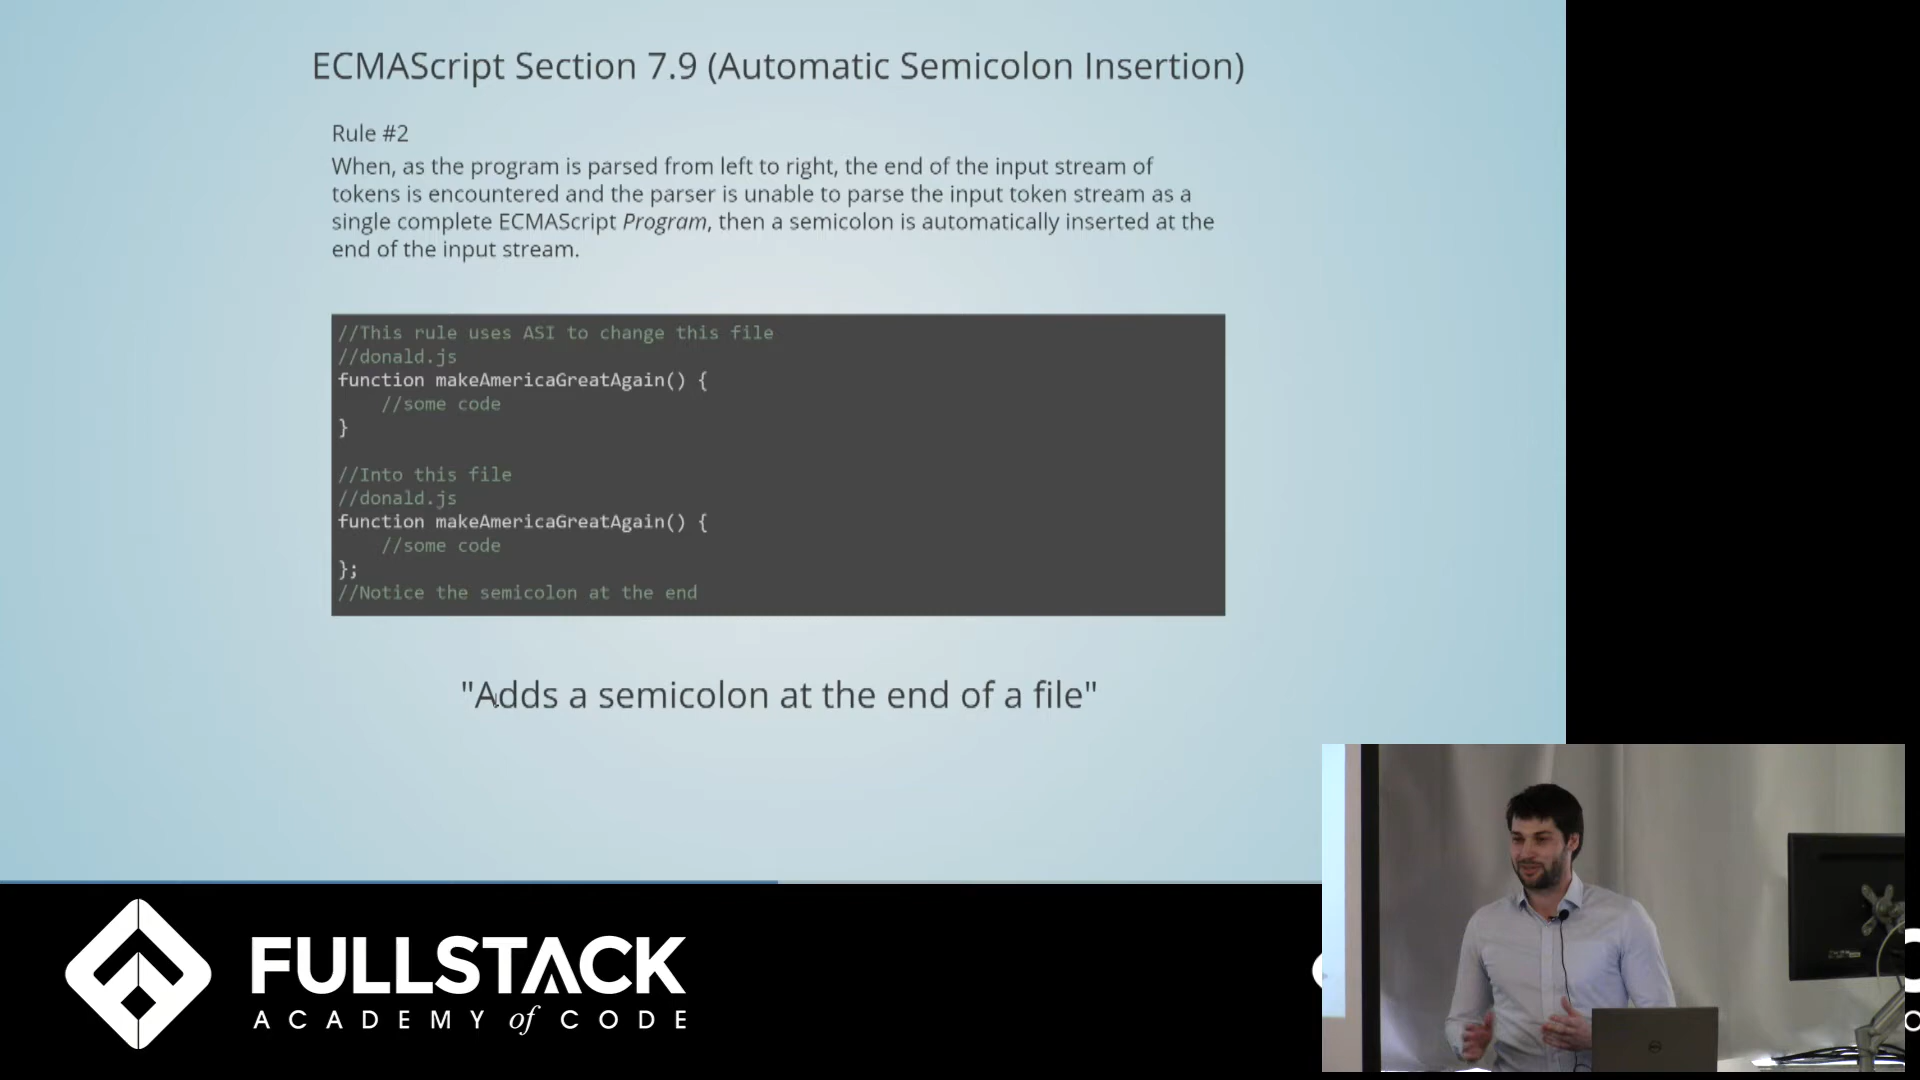 ECMAScript Section 7.9 (Automatic Semicolon Insertion)
Rule #2
When, as the program is parsed from left to right, the end of the input stream of
tokens is encountered and the parser is unable to parse the input token stream as a
single complete ECMAScript Program, then a semicolon is automatically inserted at the
end of the input stream.
//This rule uses ASI to change this file
//donald.js
function makeAmericaGreatAgain() {
    //some code
}
//Into this file
//donald.js
function makeAmericaGreatAgain() {
    //some code
};
//Notice the semicolon at the end
"Adds a semicolon at the end of a file"
FULLSTACK
ACADEMY of CODE